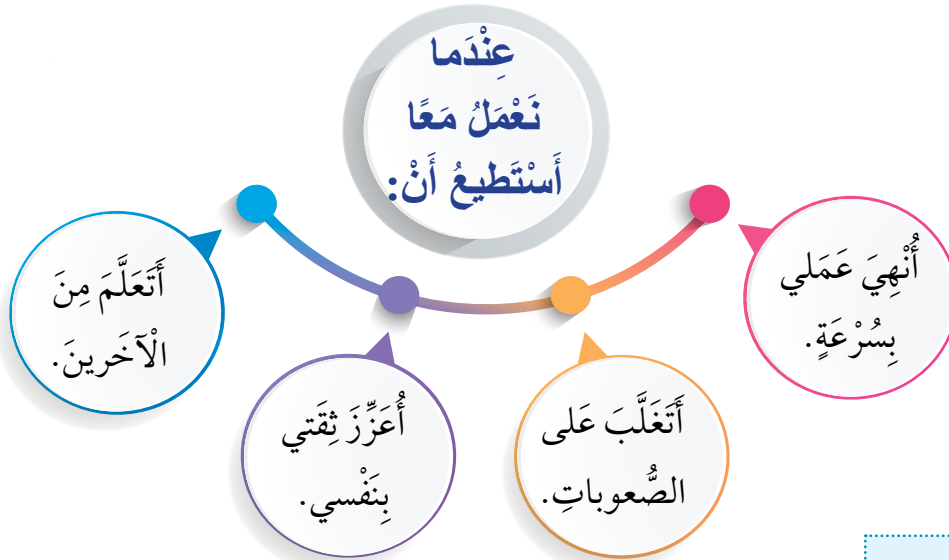 عِنْدَما
نَعْمَلُ مَعًا
أَسْتَطيعُ أَنْ:
أُنْهِيَ عَمَلي
بِسُرْعَةٍ.
أَتَغَلَّبَ عَلى
الصُّعوباتِ.
أُعَزِّزَ ثِقَتي
بِنَفْسي.
أَتَعَلَّمَ مِنَ
الْآخَرينَ.